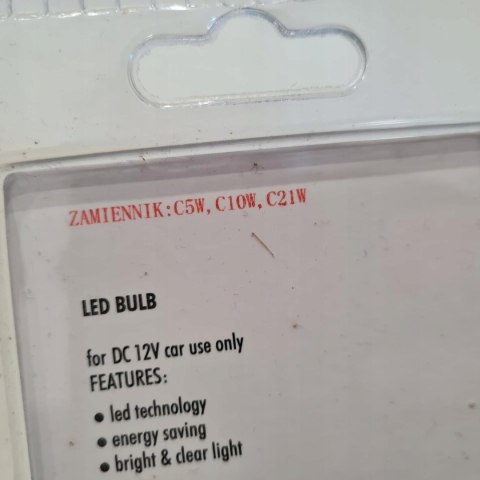 ZAMIENNIK:C5W, C10W, C21W
LED BULB
for DC 12V car use only
FEATURES:
• led technology
• energy saving
• bright & clear light